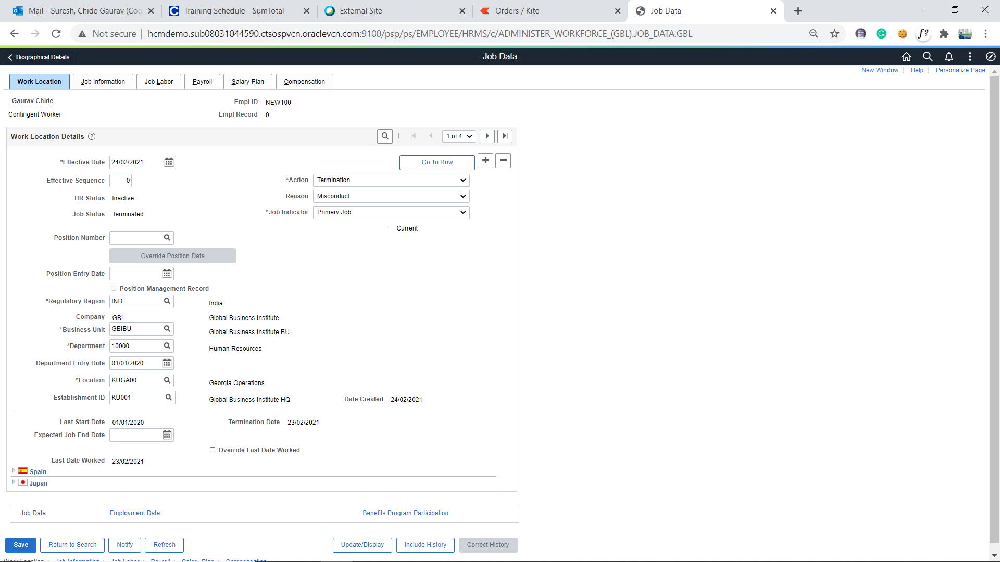 Mail - Suresh, Chide Gaurav (Cog
Training Schedule - SumTotal
External Site
Orders / Kite
Job Data
Not secure
hcmdemo.sub08031044590.ctsospvcn.oraclevcn.com:9100/psp/ps/EMPLOYEE/HRMS/c/ADMINISTER_WORKFORCE_(GBL).JOB_DATA.GBL
f?
Biographical Details
Job Data
New Window | Help | Personalize Page
Work Location
Job Information
Job Labor
Payroll
Salary Plan
Compensation
Gaurav Chide
Empl ID NEW100
Contingent Worker
Empl Record 0
Work Location Details
1 of 4
*Effective Date 24/02/2021
Go To Row
Effective Sequence 0
*Action Termination
HR Status Inactive
Reason Misconduct
Job Status Terminated
*Job Indicator Primary Job
Current
Position Number
Override Position Data
Position Entry Date
Position Management Record
*Regulatory Region IND India
Company GBI Global Business Institute
*Business Unit GBIBU Global Business Institute BU
*Department 10000 Human Resources
Department Entry Date 01/01/2020
*Location KUGA00 Georgia Operations
Establishment ID KU001 Global Business Institute HQ Date Created 24/02/2021
Last Start Date 01/01/2020 Termination Date 23/02/2021
Expected Job End Date
Override Last Date Worked
Last Date Worked 23/02/2021
Spain
Japan
Job Data
Employment Data
Benefits Program Participation
Save
Return to Search
Notify
Refresh
Update/Display
Include History
Correct History
Work Location
Job Information
Job Labor
Payroll
Salary Plan
Compensation